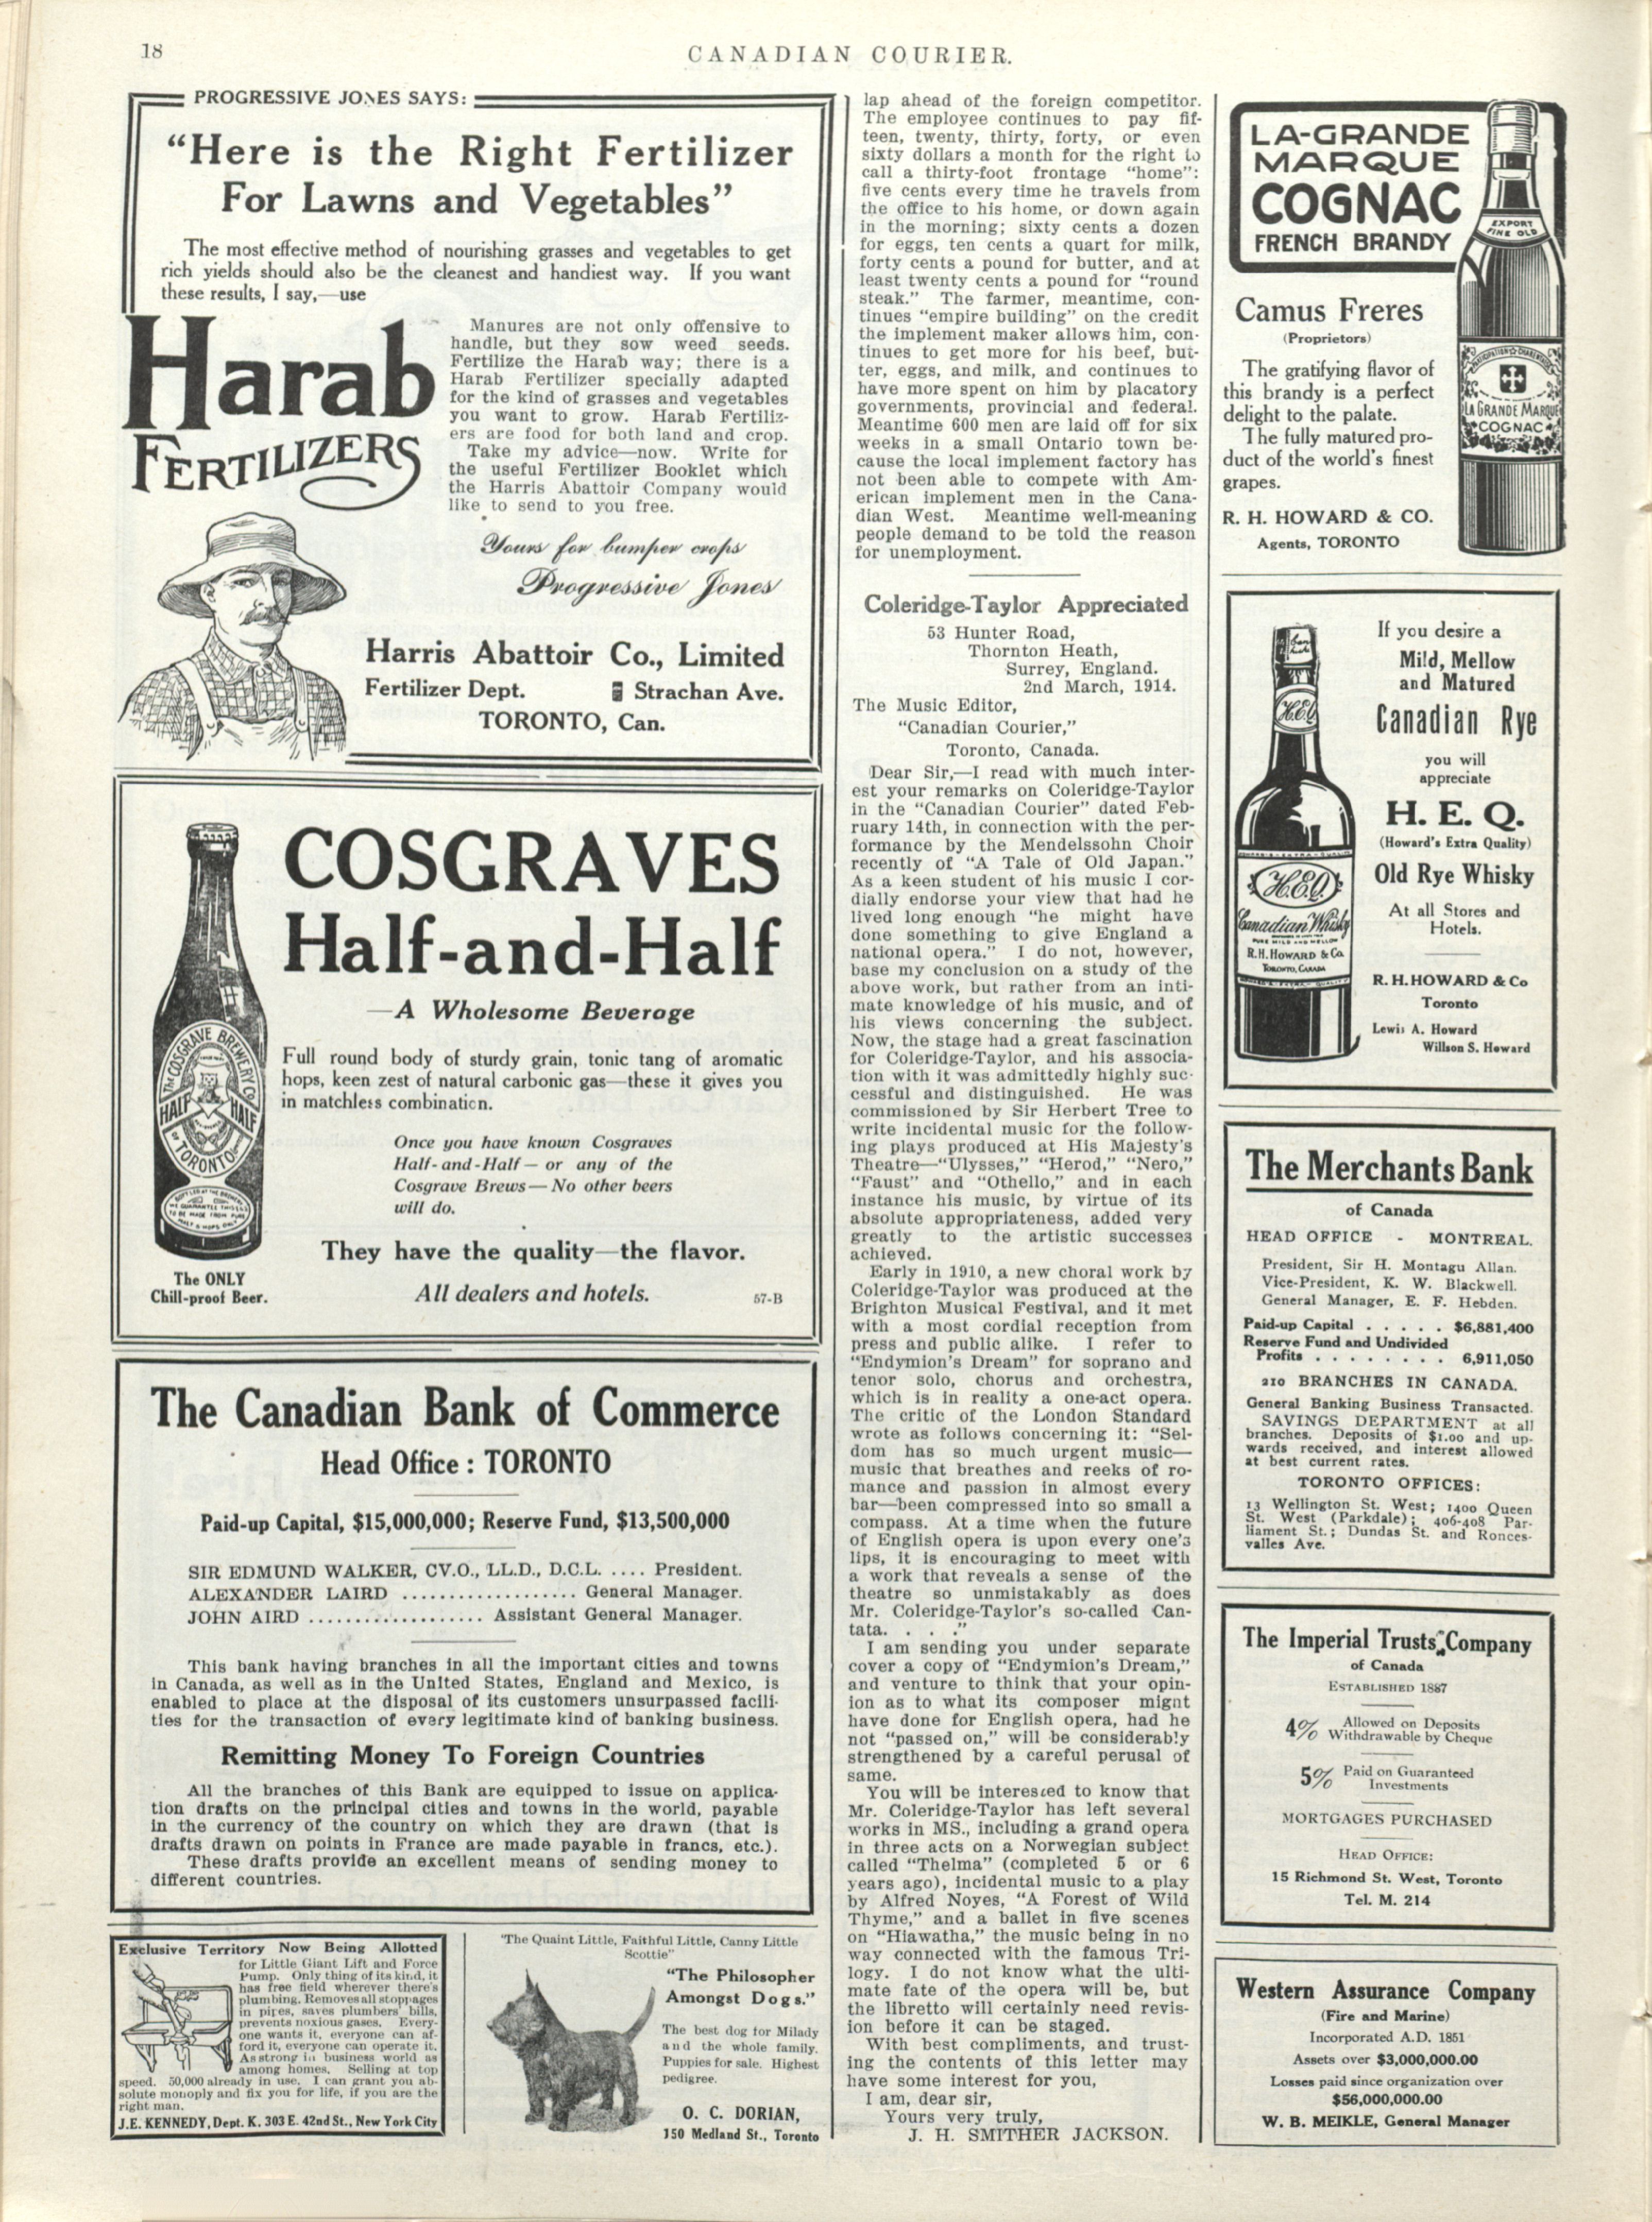 18
CANADIAN COURIER.
PROGRESSIVE JONES SAYS:
“Here is the Right Fertilizer
For Lawns and Vegetables”
The most effective method of nourishing grasses and vegetables to get
rich yields should also be the cleanest and handiest way. If you want
these results, I say,—use
Harab
FERTILIZERS
Manures are not only offensive to
handle, but they sow weed seeds.
Fertilize the Harab way; there is a
Harab Fertilizer specially adapted
for the kind of grasses and vegetables
you want to grow. Harab Fertiliz-
ers are food for both land and crop.
Take my advice—now. Write for
the useful Fertilizer Booklet which
the Harris Abattoir Company would
like to send to you free.
Yours for bumper crops
Progressive Jones
Harris Abattoir Co., Limited
Fertilizer Dept. Strachan Ave.
TORONTO, Can.
COSGRAVES
Half-and-Half
—A Wholesome Beverage
Full round body of sturdy grain, tonic tang of aromatic
hops, keen zest of natural carbonic gas—these it gives you
in matchless combination.
Once you have known Cosgraves
Half-and-Half—or any of the
Cosgrave Brews—No other beers
will do.
They have the quality—the flavor.
All dealers and hotels.
57-B
THE COSGRAVE BREWERY CO.
HALF HALF
OF TORONTO
The ONLY
Chill-proof Beer.
The Canadian Bank of Commerce
Head Office : TORONTO
Paid-up Capital, $15,000,000; Reserve Fund, $13,500,000
SIR EDMUND WALKER, CV.O., LL.D., D.C.L. .... President.
ALEXANDER LAIRD ................... General Manager.
JOHN AIRD ................... Assistant General Manager.
This bank having branches in all the important cities and towns
in Canada, as well as in the United States, England and Mexico, is
enabled to place at the disposal of its customers unsurpassed facili-
ties for the transaction of every legitimate kind of banking business.
Remitting Money To Foreign Countries
All the branches of this Bank are equipped to issue on applica-
tion drafts on the principal cities and towns in the world, payable
in the currency of the country on which they are drawn (that is
drafts drawn on points in France are made payable in francs, etc.).
These drafts provide an excellent means of sending money to
different countries.
Exclusive Territory Now Being Allotted
for Little Giant Lift and Force
Pump. Only thing of its kind, it
has free field wherever there's
plumbing. Removes all stoppages
in pipes, saves plumbers' bills,
prevents noxious gases. Every-
one wants it, everyone can af-
ford it, everyone can operate it.
As strong in business world as
among homes. Selling at top
speed. 50,000 already in use. I can grant you ab-
solute monoply and fix you for life, if you are the
right man.
J.E. KENNEDY, Dept. K. 303 E. 42nd St., New York City
"The Quaint Little, Faithful Little, Canny Little
Scottie"
“The Philosopher
Amongst Dogs.”
The best dog for Milady
and the whole family.
Puppies for sale. Highest
pedigree.
O. C. DORIAN,
150 Medland St., Toronto
lap ahead of the foreign competitor.
The employee continues to pay fif-
teen, twenty, thirty, forty, or even
sixty dollars a month for the right to
call a thirty-foot frontage “home”:
five cents every time he travels from
the office to his home, or down again
in the morning; sixty cents a dozen
for eggs, ten cents a quart for milk,
forty cents a pound for butter, and at
least twenty cents a pound for “round
steak.” The farmer, meantime, con-
tinues “empire building” on the credit
the implement maker allows him, con-
tinues to get more for his beef, but-
ter, eggs, and milk, and continues to
have more spent on him by placatory
governments, provincial and federal.
Meantime 600 men are laid off for six
weeks in a small Ontario town be-
cause the local implement factory has
not been able to compete with Am-
erican implement men in the Cana-
dian West. Meantime well-meaning
people demand to be told the reason
for unemployment.
Coleridge-Taylor Appreciated
53 Hunter Road,
Thornton Heath,
Surrey, England.
2nd March, 1914.
The Music Editor,
“Canadian Courier,”
Toronto, Canada.
Dear Sir,—I read with much inter-
est your remarks on Coleridge-Taylor
in the “Canadian Courier” dated Feb-
ruary 14th, in connection with the per-
formance by the Mendelssohn Choir
recently of “A Tale of Old Japan.”
As a keen student of his music I cor-
dially endorse your view that had he
lived long enough “he might have
done something to give England a
national opera.” I do not, however,
base my conclusion on a study of the
above work, but rather from an inti-
mate knowledge of his music, and of
his views concerning the subject.
Now, the stage had a great fascination
for Coleridge-Taylor, and his associa-
tion with it was admittedly highly suc-
cessful and distinguished. He was
commissioned by Sir Herbert Tree to
write incidental music for the follow-
ing plays produced at His Majesty's
Theatre—“Ulysses,” “Herod,” “Nero,”
“Faust” and “Othello,” and in each
instance his music, by virtue of its
absolute appropriateness, added very
greatly to the artistic successes
achieved.
Early in 1910, a new choral work by
Coleridge-Taylor was produced at the
Brighton Musical Festival, and it met
with a most cordial reception from
press and public alike. I refer to
“Endymion's Dream” for soprano and
tenor solo, chorus and orchestra,
which is in reality a one-act opera.
The critic of the London Standard
wrote as follows concerning it: “Sel-
dom has so much urgent music—
music that breathes and reeks of ro-
mance and passion in almost every
bar—been compressed into so small a
compass. At a time when the future
of English opera is upon every one's
lips, it is encouraging to meet with
a work that reveals a sense of the
theatre so unmistakably as does
Mr. Coleridge-Taylor's so-called Can-
tata. . . .”
I am sending you under separate
cover a copy of “Endymion's Dream,”
and venture to think that your opin-
ion as to what its composer might
have done for English opera, had he
not “passed on,” will be considerably
strengthened by a careful perusal of
same.
You will be interested to know that
Mr. Coleridge-Taylor has left several
works in MS., including a grand opera
in three acts on a Norwegian subject
called “Thelma” (completed 5 or 6
years ago), incidental music to a play
by Alfred Noyes, “A Forest of Wild
Thyme,” and a ballet in five scenes
on “Hiawatha,” the music being in no
way connected with the famous Tri-
logy. I do not know what the ulti-
mate fate of the opera will be, but
the libretto will certainly need revis-
ion before it can be staged.
With best compliments, and trust-
ing the contents of this letter may
have some interest for you,
I am, dear sir,
Yours very truly,
J. H. SMITHER JACKSON.
LA-GRANDE
MARQUE
COGNAC
FRENCH BRANDY
EXPORT
FINE OLD
LA GRANDE MARQUE
COGNAC
Camus Freres
(Proprietors)
The gratifying flavor of
this brandy is a perfect
delight to the palate.
The fully matured pro-
duct of the world's finest
grapes.
R. H. HOWARD & CO.
Agents, TORONTO
If you desire a
Mild, Mellow
and Matured
Canadian Rye
you will
appreciate
H. E. Q.
(Howard's Extra Quality)
Old Rye Whisky
At all Stores and
Hotels.
R. H. HOWARD & Co
Toronto
Lewis A. Howard
Willson S. Howard
H.E.Q.
H.E.Q.
Canadian Whisky
PURE MILD AND MELLOW
R.H. HOWARD & Co.
TORONTO, CANADA
The Merchants Bank
of Canada
HEAD OFFICE - MONTREAL.
President, Sir H. Montagu Allan.
Vice-President, K. W. Blackwell.
General Manager, E. F. Hebden.
Paid-up Capital . . . . . $6,881,400
Reserve Fund and Undivided
Profits . . . . . . . . 6,911,050
210 BRANCHES IN CANADA.
General Banking Business Transacted.
SAVINGS DEPARTMENT at all
branches. Deposits of $1.00 and up-
wards received, and interest allowed
at best current rates.
TORONTO OFFICES:
13 Wellington St. West; 1400 Queen
St. West (Parkdale); 406-408 Par-
liament St.; Dundas St. and Ronces-
valles Ave.
The Imperial Trusts Company
of Canada
ESTABLISHED 1887
4% Allowed on Deposits
Withdrawable by Cheque
5% Paid on Guaranteed
Investments
MORTGAGES PURCHASED
HEAD OFFICE:
15 Richmond St. West, Toronto
Tel. M. 214
Western Assurance Company
(Fire and Marine)
Incorporated A.D. 1851
Assets over $3,000,000.00
Losses paid since organization over
$56,000,000.00
W. B. MEIKLE, General Manager